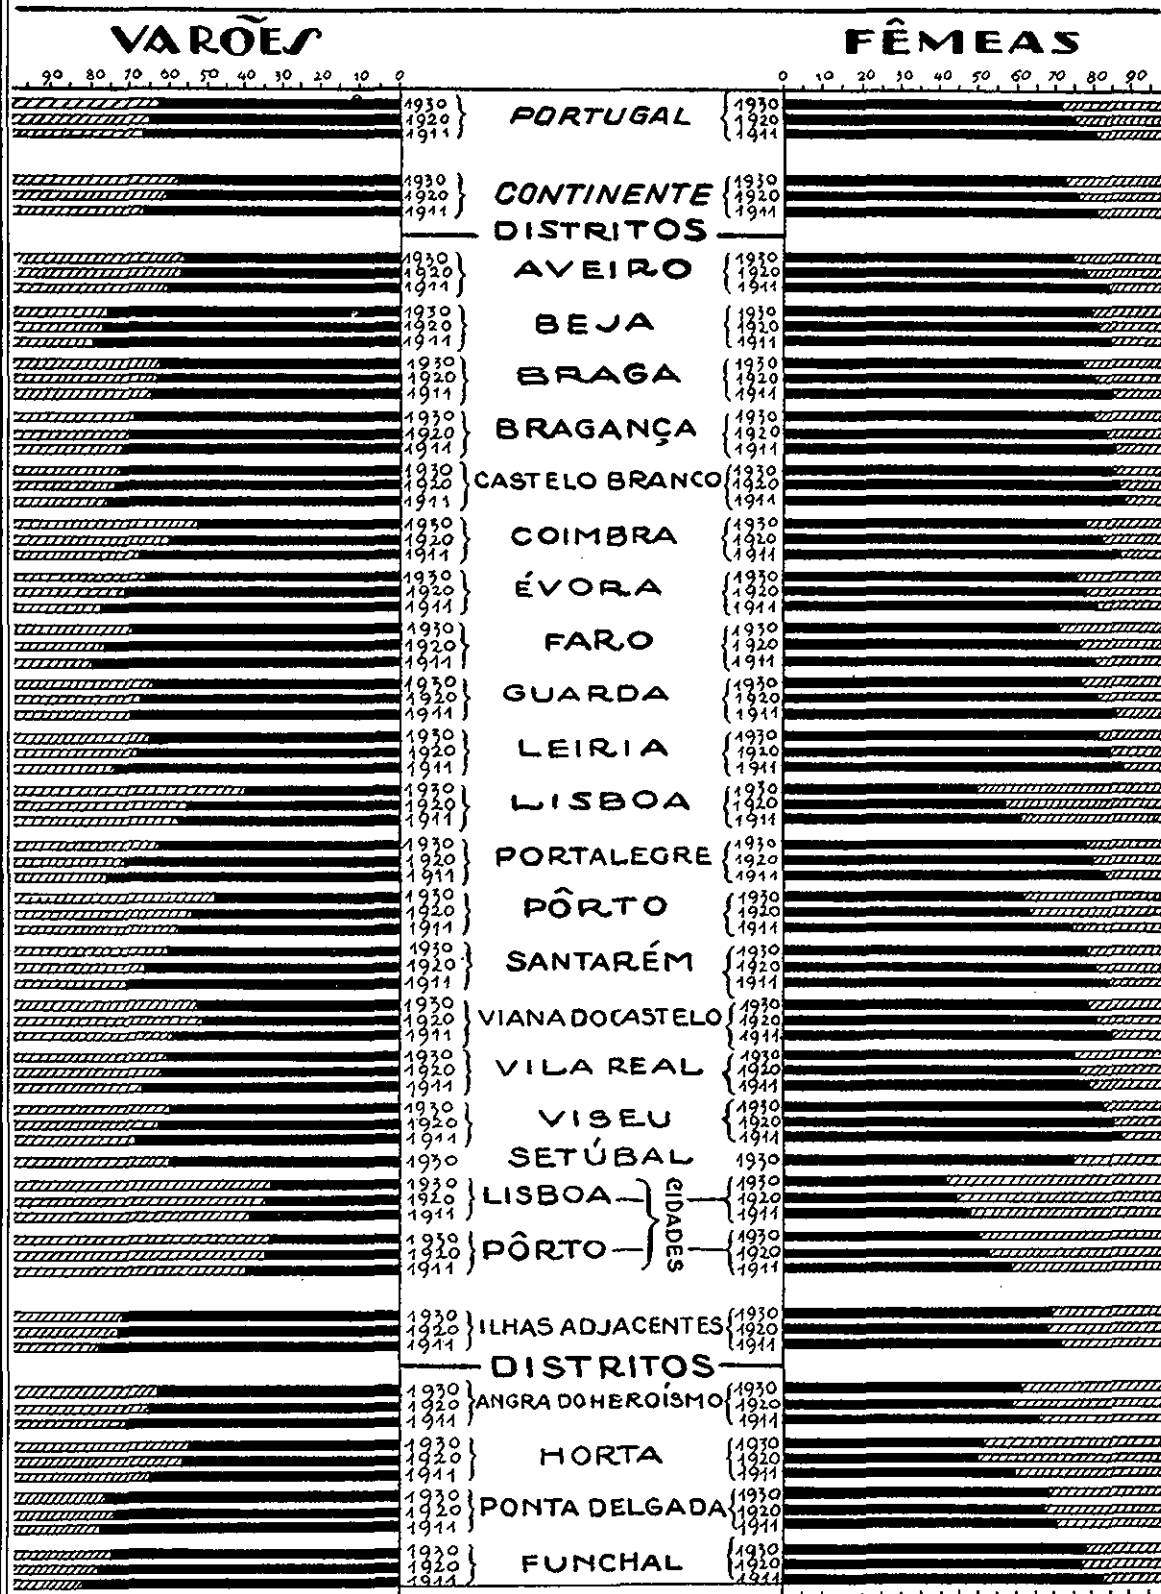 VARÕES FÊMEAS
90 80 70 60 50 40 30 20 10 0 0 10 20 30 40 50 60 70 80 90
1930 1930
1920 PORTUGAL 1920
1911 1911
1930 1930
1920 CONTINENTE 1920
1911 1911
DISTRITOS
1930 1930
1920 AVEIRO 1920
1911 1911
1930 1930
1920 BEJA 1920
1911 1911
1930 1930
1920 BRAGA 1920
1911 1911
1930 1930
1920 BRAGANÇA 1920
1911 1911
1930 1930
1920 CASTELO BRANCO 1920
1911 1911
1930 1930
1920 COIMBRA 1920
1911 1911
1930 1930
1920 ÉVORA 1920
1911 1911
1930 1930
1920 FARO 1920
1911 1911
1930 1930
1920 GUARDA 1920
1911 1911
1930 1930
1920 LEIRIA 1920
1911 1911
1930 1930
1920 LISBOA 1920
1911 1911
1930 1930
1920 PORTALEGRE 1920
1911 1911
1930 1930
1920 PÔRTO 1920
1911 1911
1930 1930
1920 SANTARÉM 1920
1911 1911
1930 1930
1920 VIANA DO CASTELO 1920
1911 1911
1930 1930
1920 VILA REAL 1920
1911 1911
1930 1930
1920 VISEU 1920
1911 1911
1930 SETÚBAL 1930
1930 1930
1920 LISBOA 1920
1911 1911
CIDADES
1930 1930
1920 PÔRTO 1920
1911 1911
1930 1930
1920 ILHAS ADJACENTES 1920
1911 1911
DISTRITOS
1930 1930
1920 ANGRA DO HEROÍSMO 1920
1911 1911
1930 1930
1920 HORTA 1920
1911 1911
1930 1930
1920 PONTA DELGADA 1920
1911 1911
1930 1930
1920 FUNCHAL 1920
1911 1911